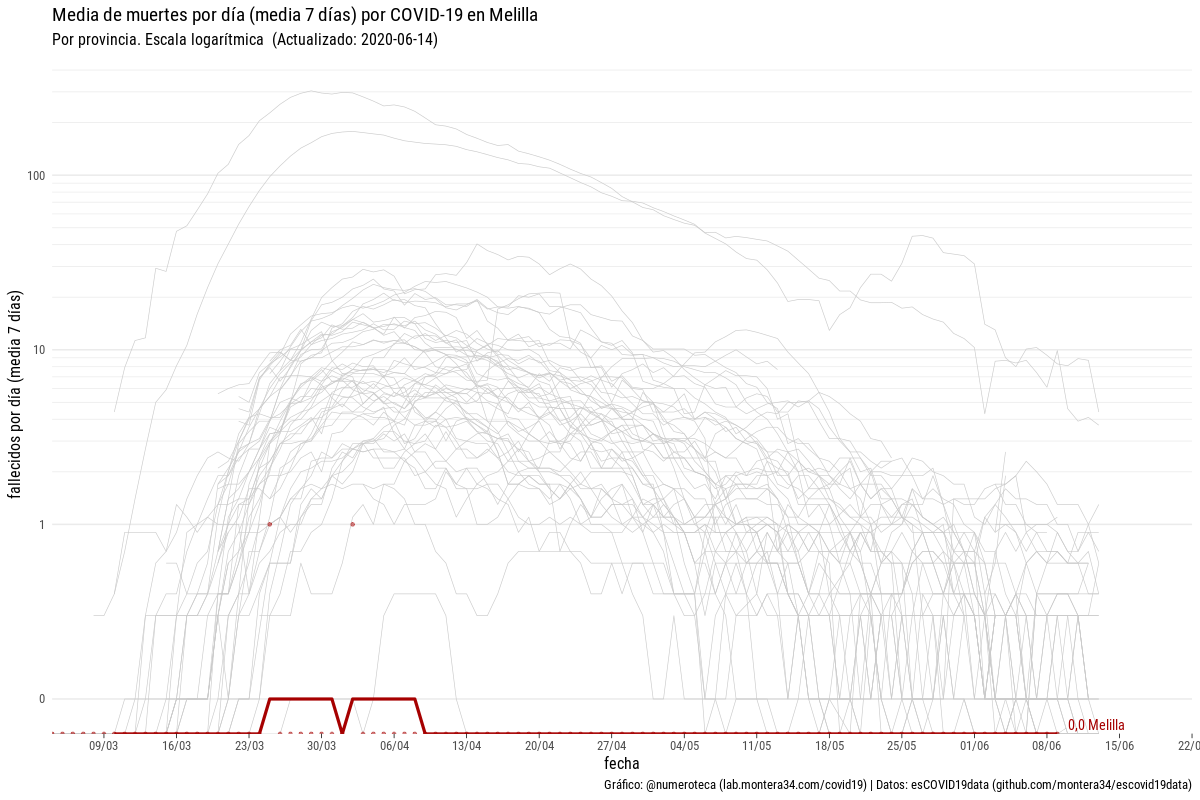 Media de muertes por día (media 7 días) por COVID-19 en Melilla
Por provincia. Escala logarítmica  (Actualizado: 2020-06-14)
fallecidos por día (media 7 días)
100
10
1
0
0,0 Melilla
09/03 16/03 23/03 30/03 06/04 13/04 20/04 27/04 04/05 11/05 18/05 25/05 01/06 08/06 15/06 22/0
fecha
Gráfico: @numeroteca (lab.montera34.com/covid19) | Datos: esCOVID19data (github.com/montera34/escovid19data)